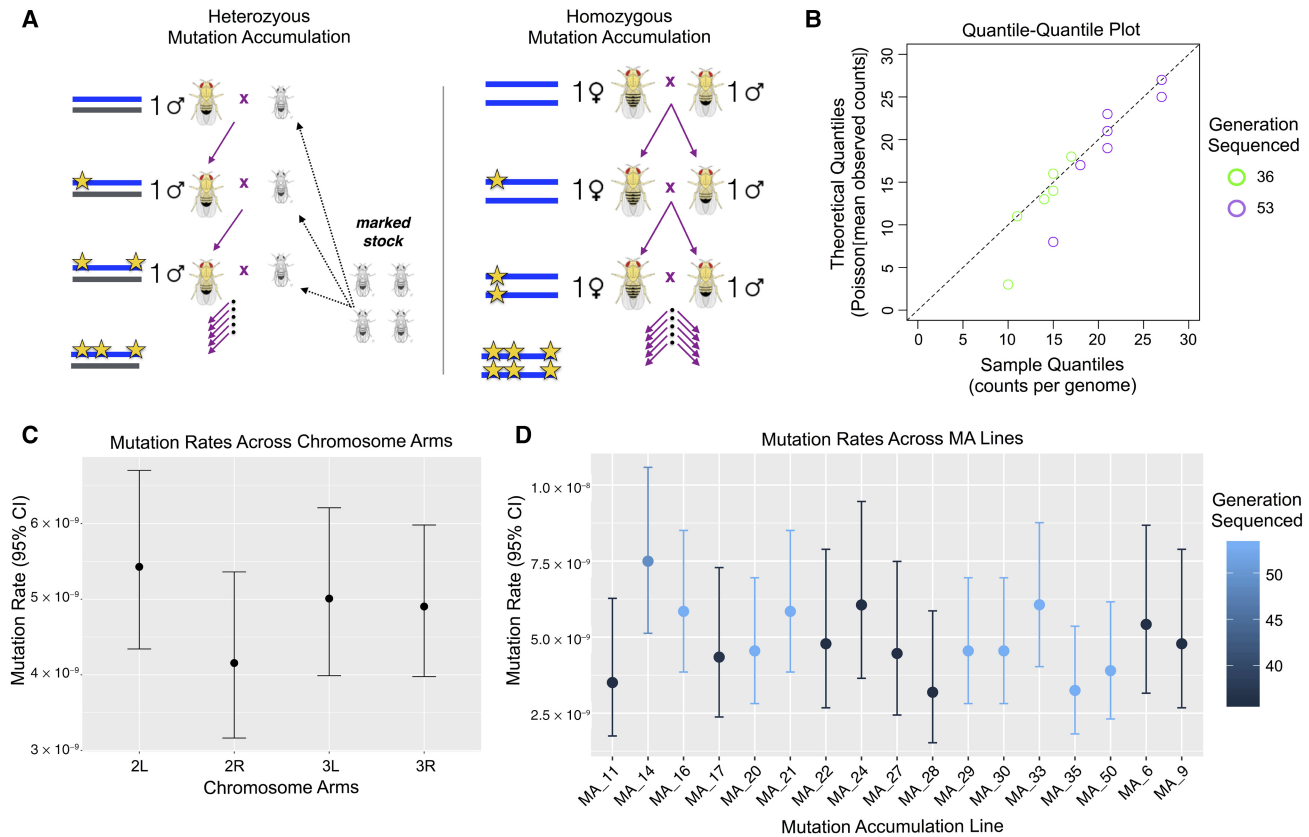 A
Heterozyous
Mutation Accumulation
1♂
x
1♂
x
1♂
x
marked
stock
Homozygous
Mutation Accumulation
1♀
x
1♂
1♀
x
1♂
1♀
x
1♂
B
Quantile-Quantile Plot
Theoretical Quantiles
(Poisson[mean observed counts])
30
25
20
15
10
5
0
0 5 10 15 20 25 30
Sample Quantiles
(counts per genome)
Generation
Sequenced
36
53
C
Mutation Rates Across Chromosome Arms
Mutation Rate (95% CI)
6 × 10⁻⁹
5 × 10⁻⁹
4 × 10⁻⁹
3 × 10⁻⁹
2L 2R 3L 3R
Chromosome Arms
D
Mutation Rates Across MA Lines
Mutation Rate (95% CI)
1.0 × 10⁻⁸
7.5 × 10⁻⁹
5.0 × 10⁻⁹
2.5 × 10⁻⁹
MA_11 MA_14 MA_16 MA_17 MA_20 MA_21 MA_22 MA_24 MA_27 MA_28 MA_29 MA_30 MA_33 MA_35 MA_50 MA_6 MA_9
Mutation Accumulation Line
Generation
Sequenced
50
45
40